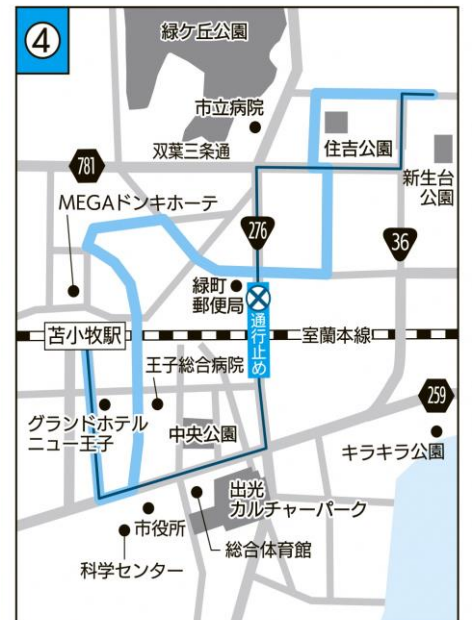 ④
緑ケ丘公園
市立病院
双葉三条通
住吉公園
781
新生台
公園
MEGAドンキホーテ
276
36
緑町
郵便局
通行止め
苫小牧駅
室蘭本線
王子総合病院
259
グランドホテル
ニュー王子
中央公園
キラキラ公園
出光
カルチャーパーク
市役所
総合体育館
科学センター